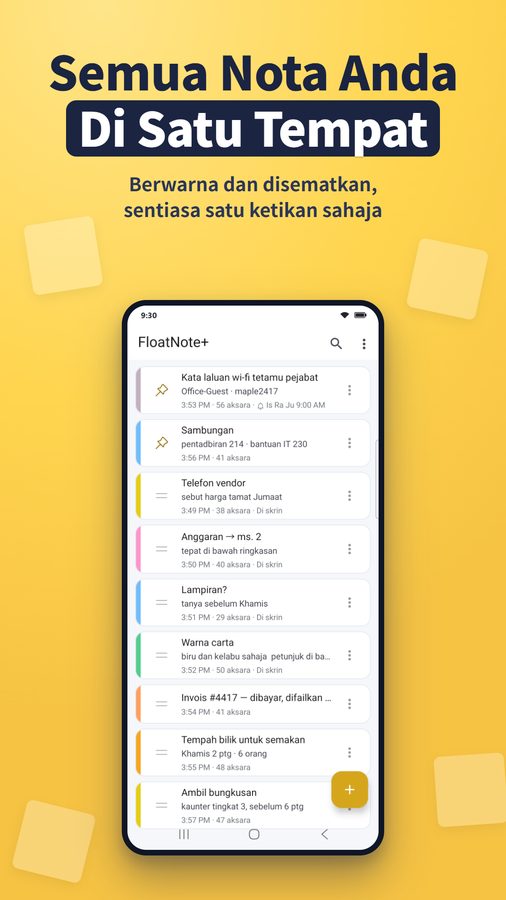 Semua Nota Anda
Di Satu Tempat
Berwarna dan disematkan,
sentiasa satu ketikan sahaja
9:30
FloatNote+
Kata laluan wi-fi tetamu pejabat
Office-Guest · maple2417
3:53 PM · 56 aksara · Is Ra Ju 9:00 AM
Sambungan
pentadbiran 214 · bantuan IT 230
3:56 PM · 41 aksara
Telefon vendor
sebut harga tamat Jumaat
3:49 PM · 38 aksara · Di skrin
Anggaran → ms. 2
tepat di bawah ringkasan
3:50 PM · 40 aksara · Di skrin
Lampiran?
tanya sebelum Khamis
3:51 PM · 29 aksara · Di skrin
Warna carta
biru dan kelabu sahaja petunjuk di ba...
3:52 PM · 50 aksara · Di skrin
Invois #4417 — dibayar, difailkan ...
3:54 PM · 41 aksara
Tempah bilik untuk semakan
Khamis 2 ptg · 6 orang
3:55 PM · 48 aksara
Ambil bungkusan
kaunter tingkat 3, sebelum 6 ptg
3:57 PM · 47 aksara